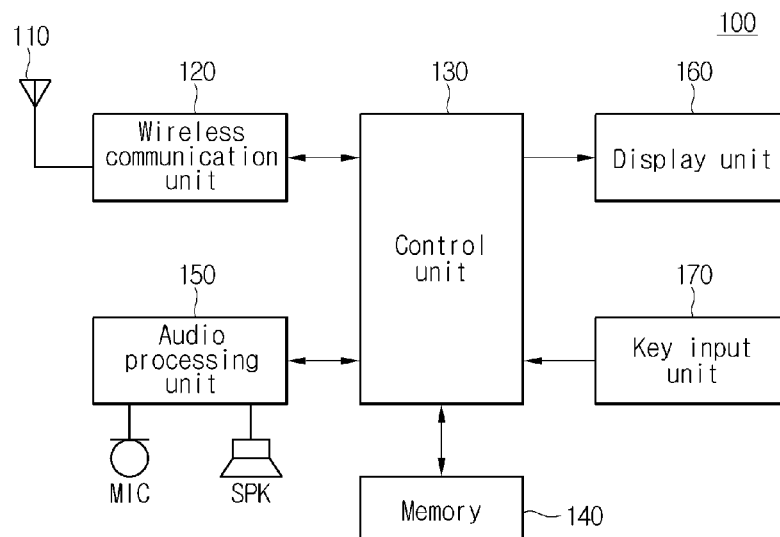 100
110
120
130
160
Wireless
communication
unit
Display unit
Control
unit
150
170
Audio
processing
unit
Key input
unit
MIC
SPK
Memory
140